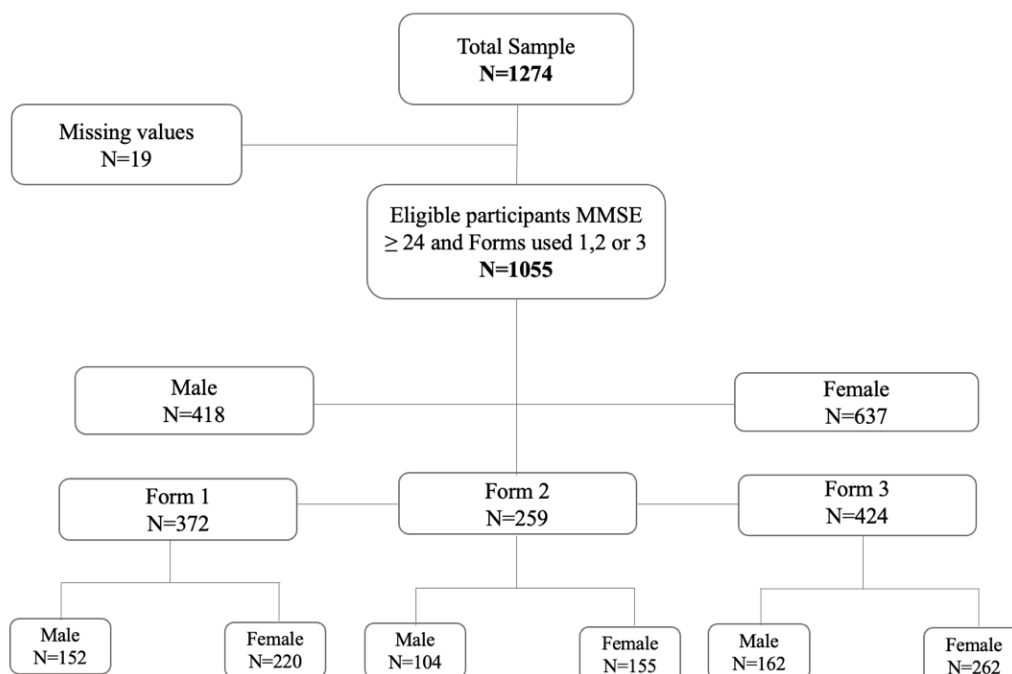 Total Sample
N=1274
Missing values
N=19
Eligible participants MMSE
≥ 24 and Forms used 1,2 or 3
N=1055
Male
N=418
Female
N=637
Form 1
N=372
Form 2
N=259
Form 3
N=424
Male
N=152
Female
N=220
Male
N=104
Female
N=155
Male
N=162
Female
N=262